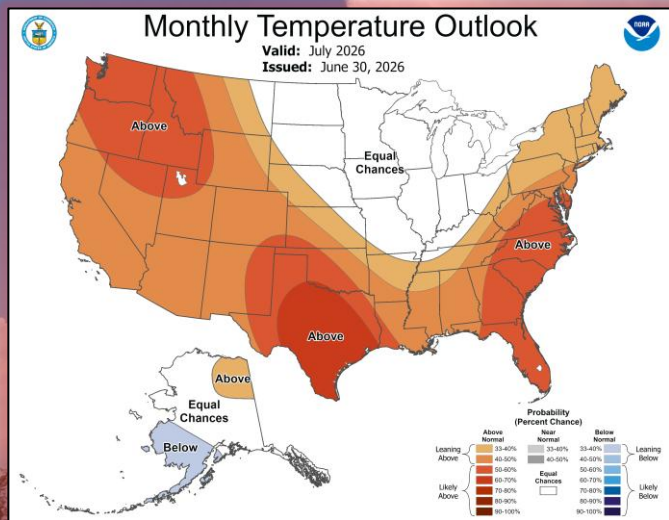 Monthly Temperature Outlook
NOAA
Valid: July 2026
Issued: June 30, 2026
Above
Equal
Chances
Above
Above
Above
Equal
Chances
Below
Probability
(Percent Chance)
Above
Normal
Near
Normal
Below
Normal
Leaning
Above
33-40%
40-50%
33-40%
40-50%
33-40%
40-50%
Leaning
Below
Likely
Above
50-60%
60-70%
70-80%
80-90%
90-100%
Equal
Chances
50-60%
60-70%
70-80%
80-90%
90-100%
Likely
Below